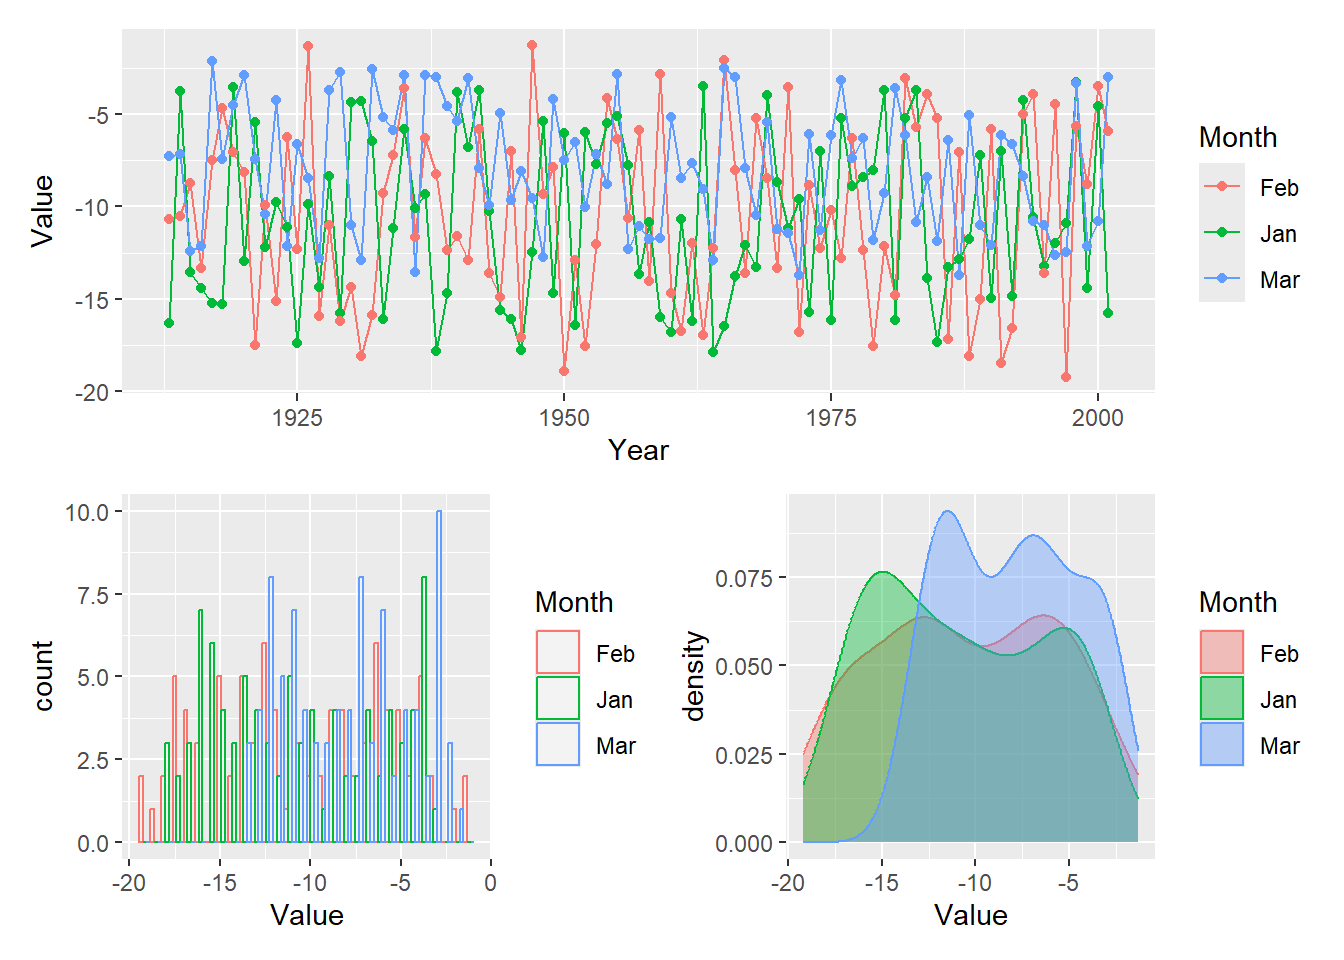 Value
-5
-10
-15
-20
1925 1950 1975 2000
Year
Month
Feb
Jan
Mar
count
10.0
7.5
5.0
2.5
0.0
-20 -15 -10 -5 0
Value
Month
Feb
Jan
Mar
density
0.075
0.050
0.025
0.000
-20 -15 -10 -5
Value
Month
Feb
Jan
Mar